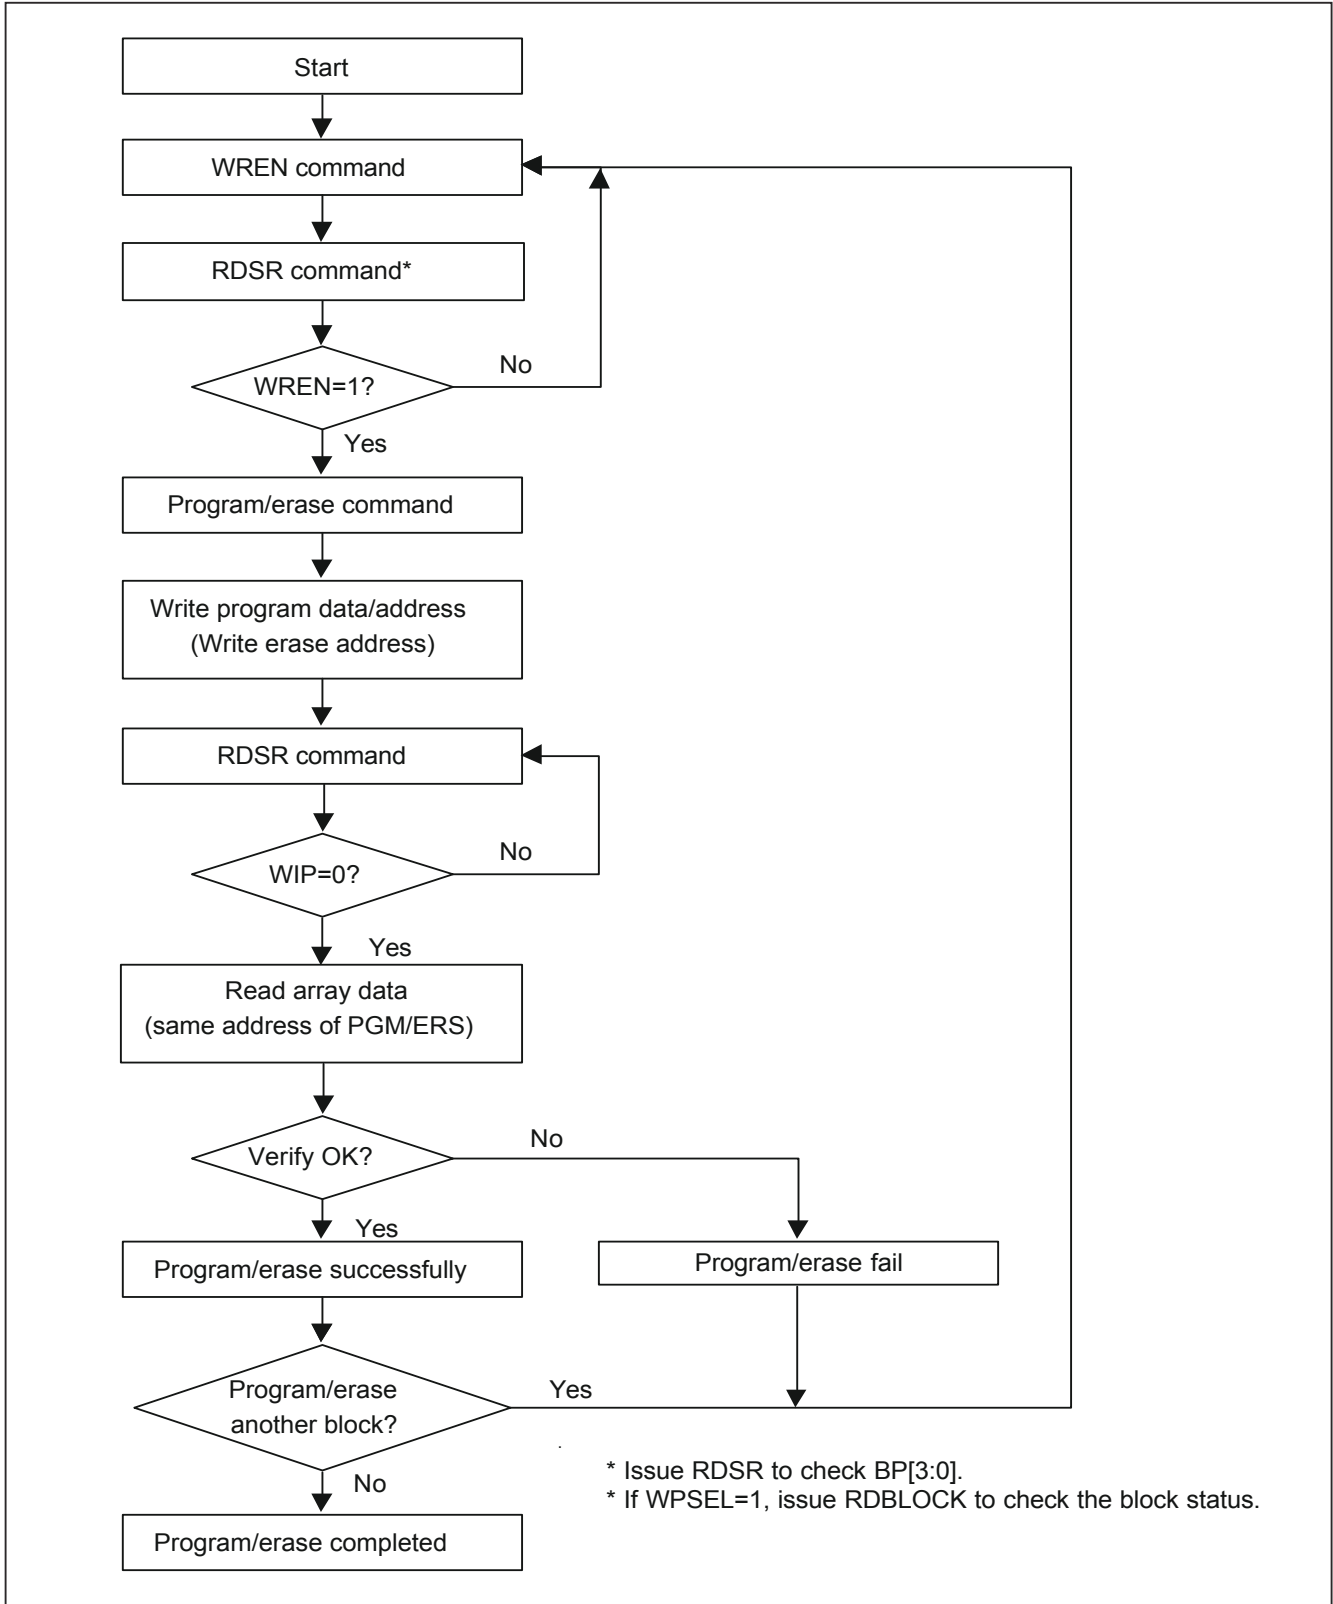 Start
WREN command
RDSR command*
WREN=1?
No
Yes
Program/erase command
Write program data/address
(Write erase address)
RDSR command
WIP=0?
No
Yes
Read array data
(same address of PGM/ERS)
Verify OK?
No
Yes
Program/erase successfully
Program/erase fail
Program/erase
another block?
Yes
No
* Issue RDSR to check BP[3:0].
* If WPSEL=1, issue RDBLOCK to check the block status.
Program/erase completed